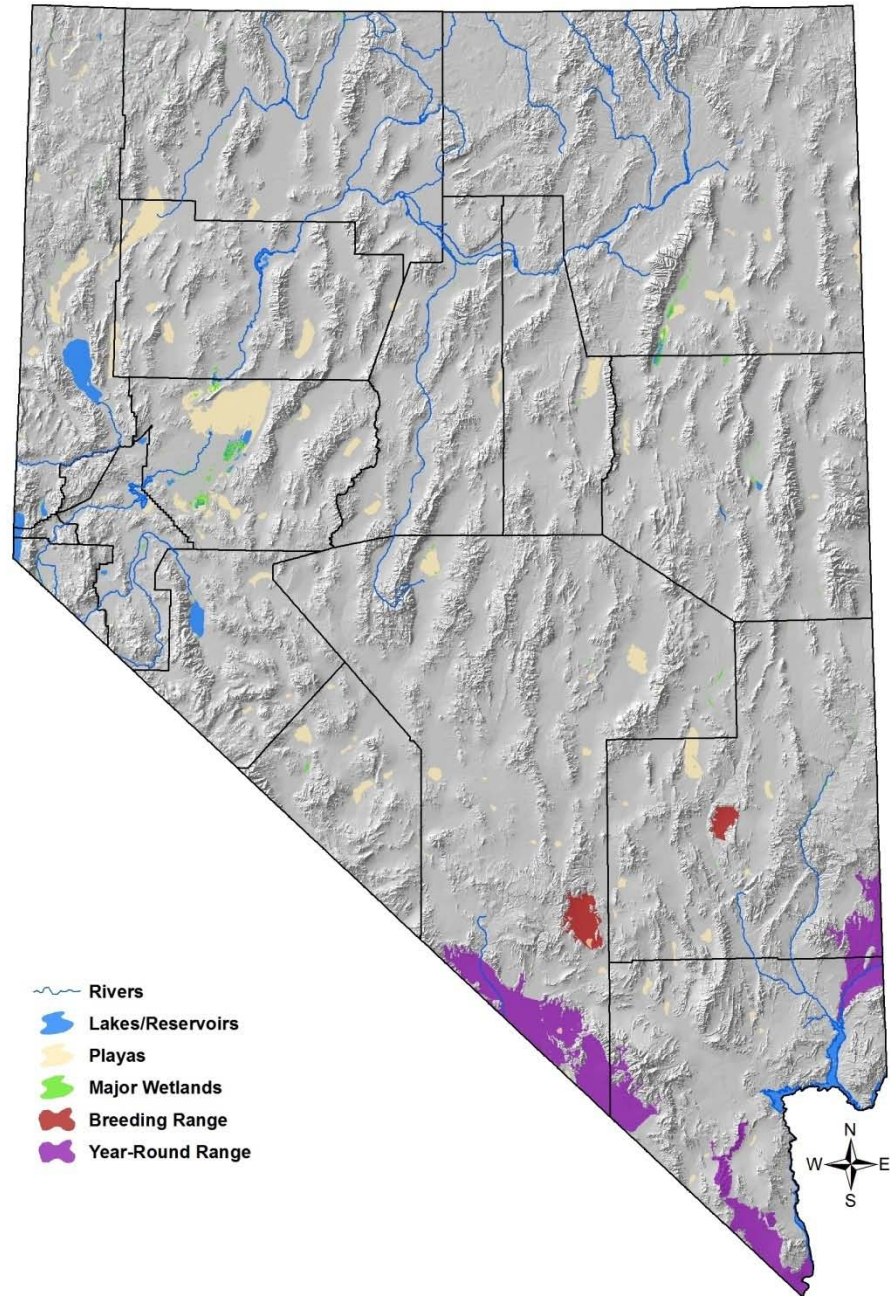 Rivers
Lakes/Reservoirs
Playas
Major Wetlands
Breeding Range
Year-Round Range
N
W E
S